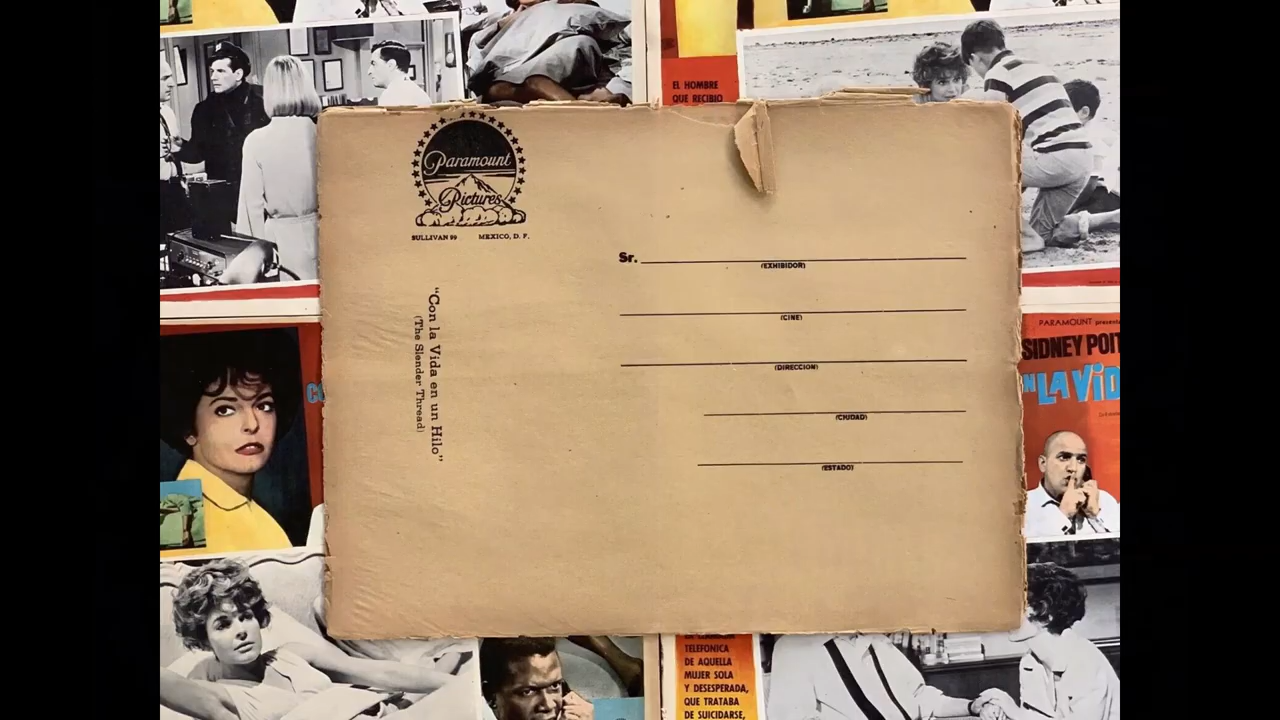 EL HOMBRE
QUE RECIBIO
Paramount
Pictures
SULLIVAN 99 MEXICO, D. F.
Sr.
(EXHIBIDOR)
(CINE)
(DIRECCION)
(CIUDAD)
(ESTADO)
"Con la Vida en un Hilo"
(The Slender Thread)
CO
PARAMOUNT presenta
SIDNEY POIT
N LA VID
TELEFONICA
DE AQUELLA
MUJER SOLA
Y DESESPERADA,
QUE TRATABA
DE SUICIDARSE,